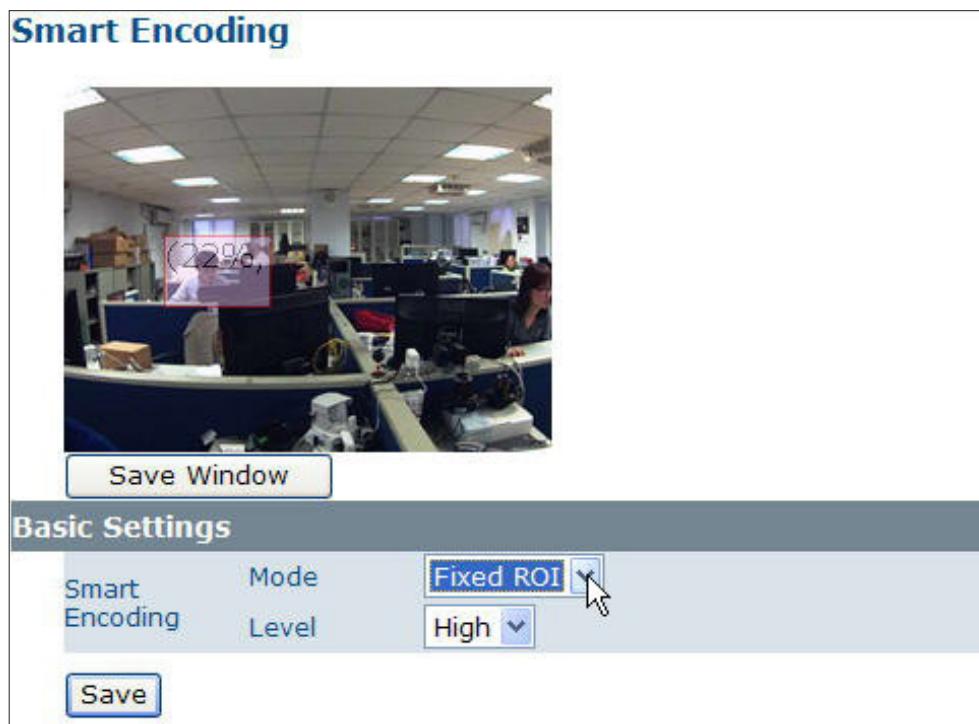 Smart Encoding
(22%,
Save Window
Basic Settings
Smart Encoding
Mode
Fixed ROI
Level
High
Save